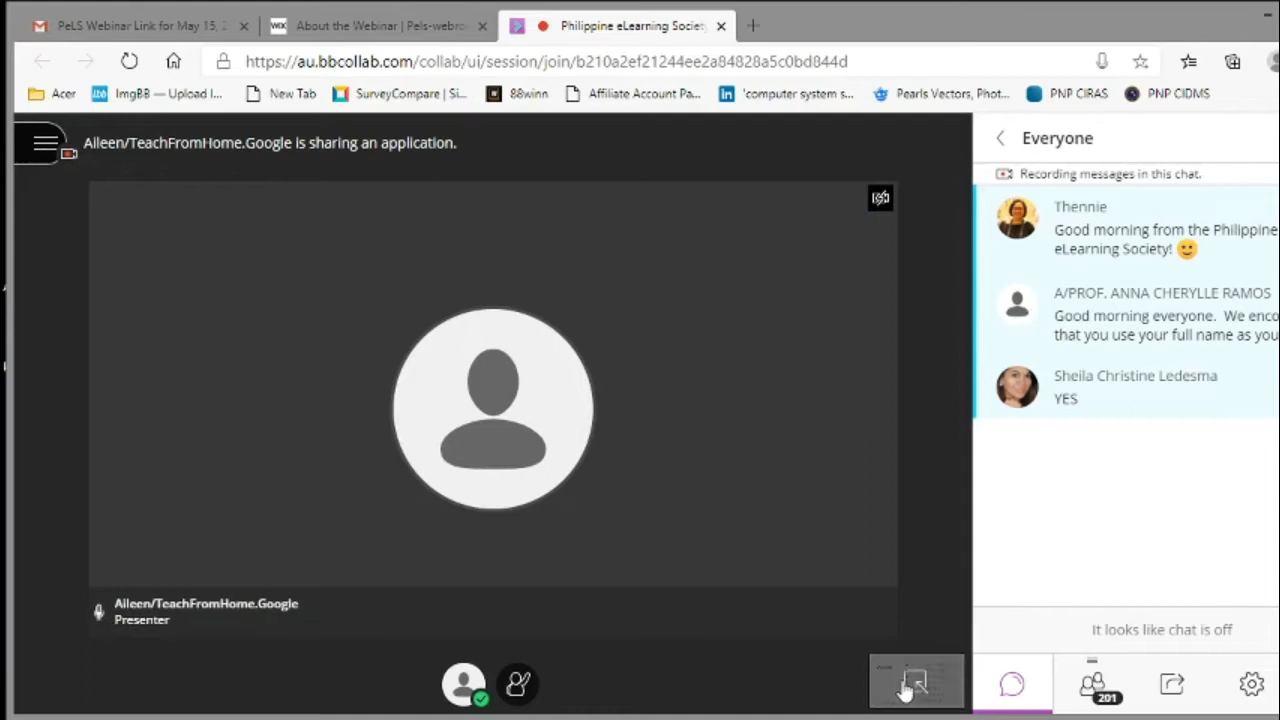 PeLS Webinar Link for May 15, 2
WIX About the Webinar | Pels-webro
Philippine eLearning Society
https://au.bbcollab.com/collab/ui/session/join/b210a2ef21244ee2a84828a5c0bd844d
Acer
ImgBB — Upload I...
New Tab
SurveyCompare | Si...
88winn
Affiliate Account Pa...
in 'computer system s...
Pearls Vectors, Phot...
PNP CIRAS
PNP CIDMS
Aileen/TeachFromHome.Google is sharing an application.
Aileen/TeachFromHome.Google
Presenter
Everyone
Recording messages in this chat.
Thennie
Good morning from the Philippine
eLearning Society!
A/PROF. ANNA CHERYLLE RAMOS
Good morning everyone. We enco
that you use your full name as you
Sheila Christine Ledesma
YES
It looks like chat is off
201